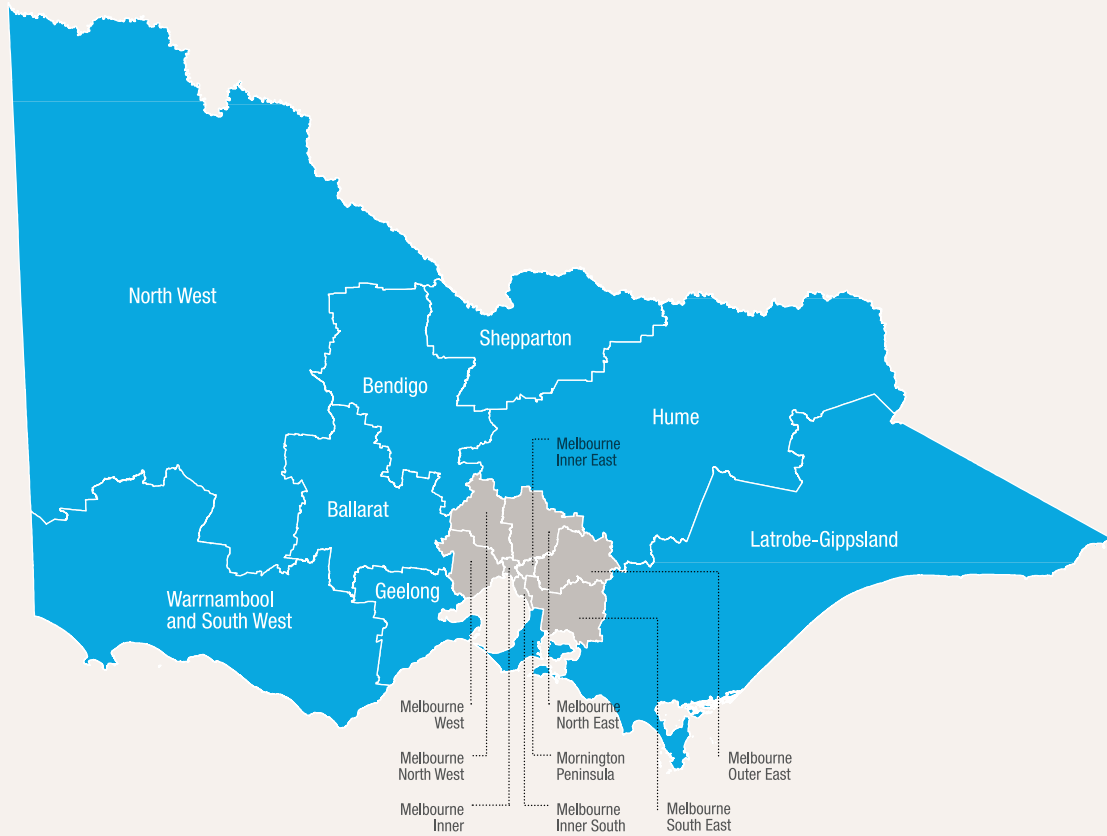 North West
Shepparton
Bendigo
Hume
Melbourne
Inner East
Ballarat
Latrobe-Gippsland
Geelong
Warrnambool
and South West
Melbourne
West
Melbourne
North East
Melbourne
North West
Mornington
Peninsula
Melbourne
Outer East
Melbourne
Inner
Melbourne
Inner South
Melbourne
South East